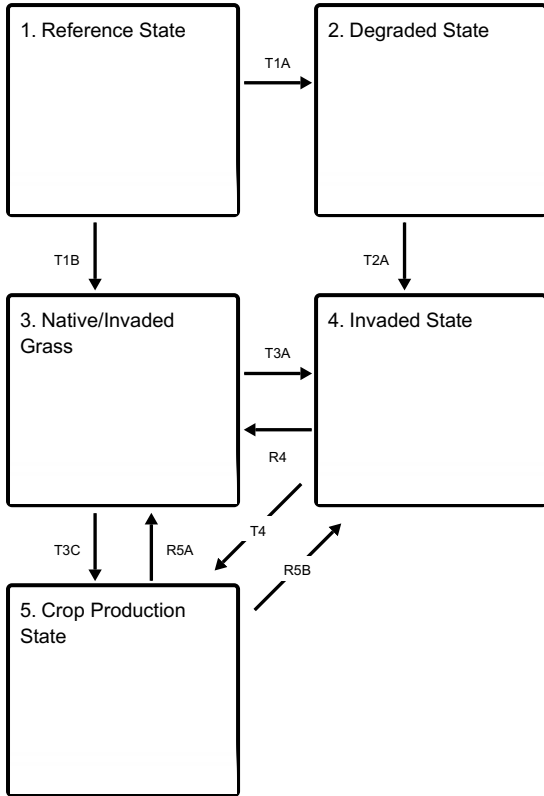 1. Reference State
2. Degraded State
T1A
T1B
T2A
3. Native/Invaded
Grass
4. Invaded State
T3A
R4
T4
T3C
R5A
R5B
5. Crop Production
State